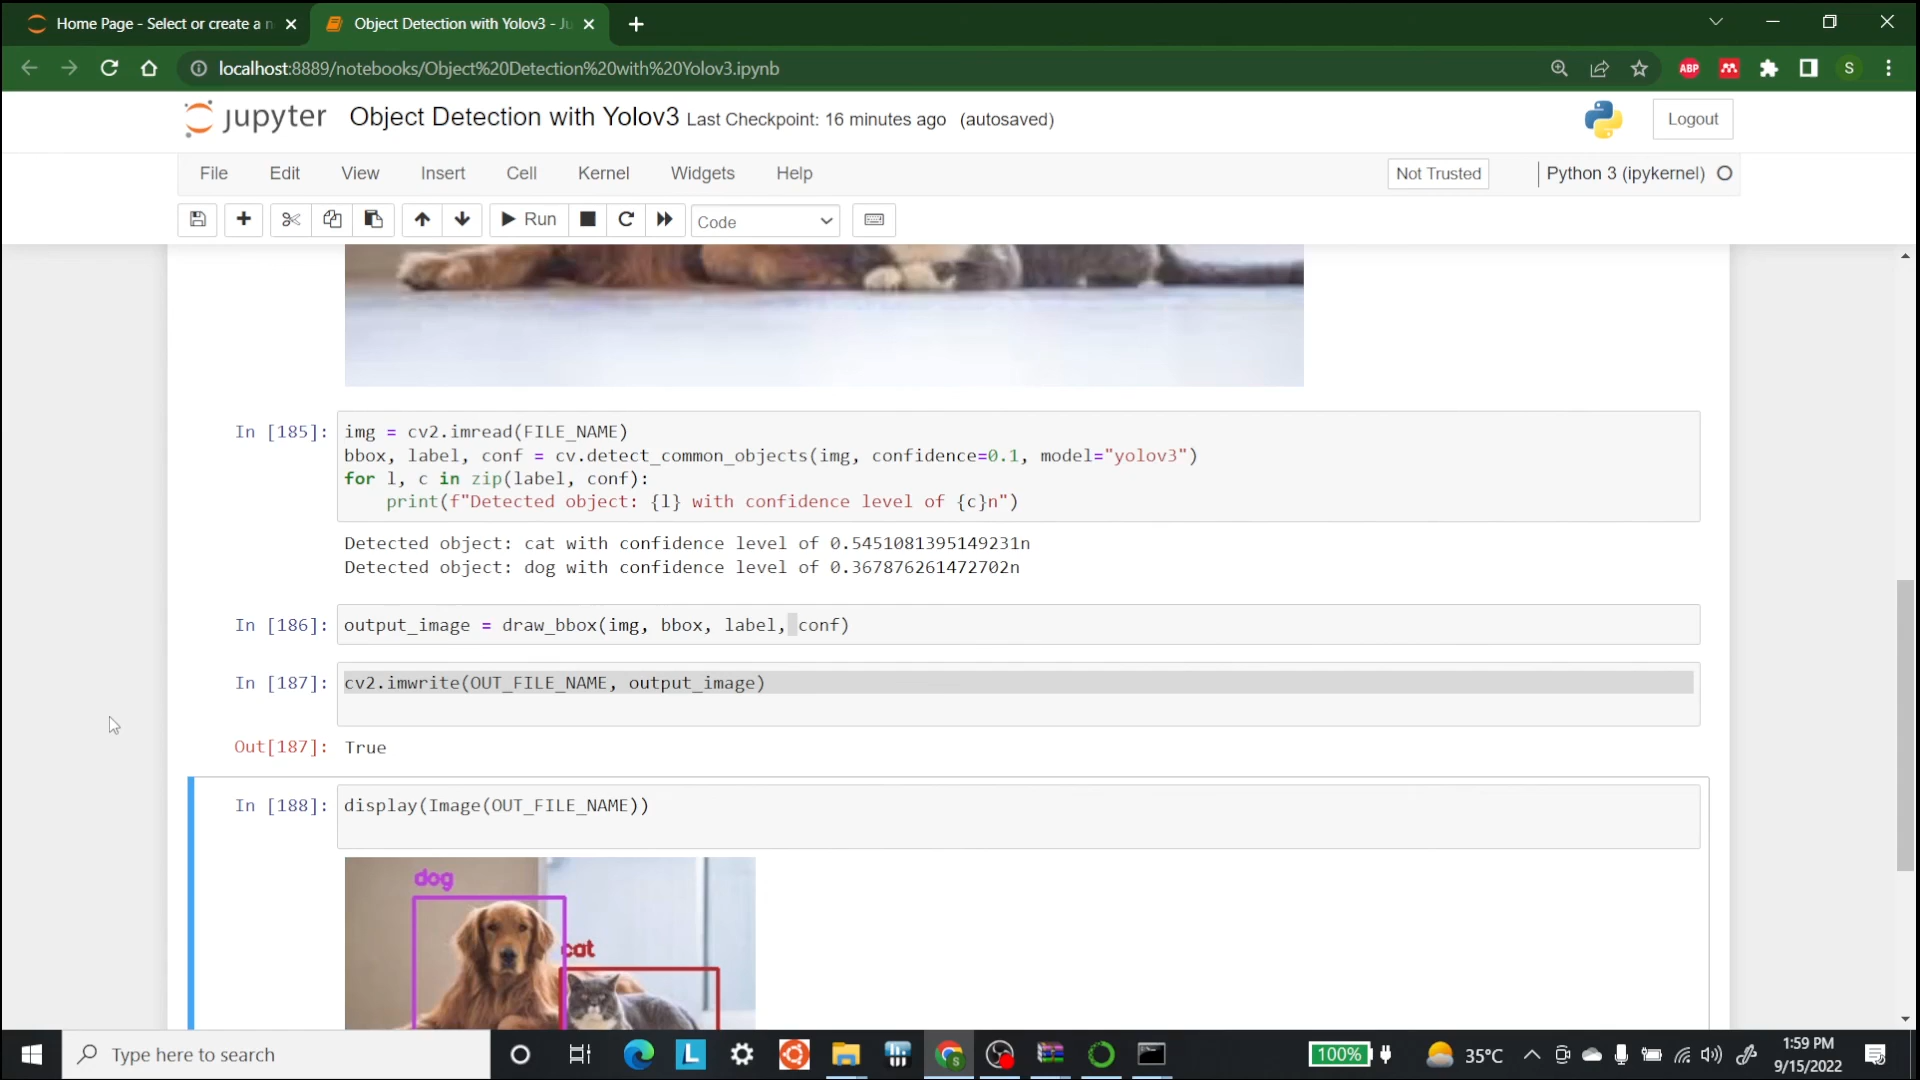 Home Page - Select or create a n
Object Detection with Yolov3 - Ju
localhost:8889/notebooks/Object%20Detection%20with%20Yolov3.ipynb
ABP
S
jupyter Object Detection with Yolov3 Last Checkpoint: 16 minutes ago (autosaved)
Logout
File Edit View Insert Cell Kernel Widgets Help
Not Trusted
Python 3 (ipykernel)
Run
Code
In [185]: img = cv2.imread(FILE_NAME)
bbox, label, conf = cv.detect_common_objects(img, confidence=0.1, model="yolov3")
for l, c in zip(label, conf):
print(f"Detected object: {l} with confidence level of {c}n")
Detected object: cat with confidence level of 0.5451081395149231n
Detected object: dog with confidence level of 0.367876261472702n
In [186]: output_image = draw_bbox(img, bbox, label, conf)
In [187]: cv2.imwrite(OUT_FILE_NAME, output_image)
Out[187]: True
In [188]: display(Image(OUT_FILE_NAME))
dog
cat
Type here to search
L
S
100%
35°C
1:59 PM
9/15/2022